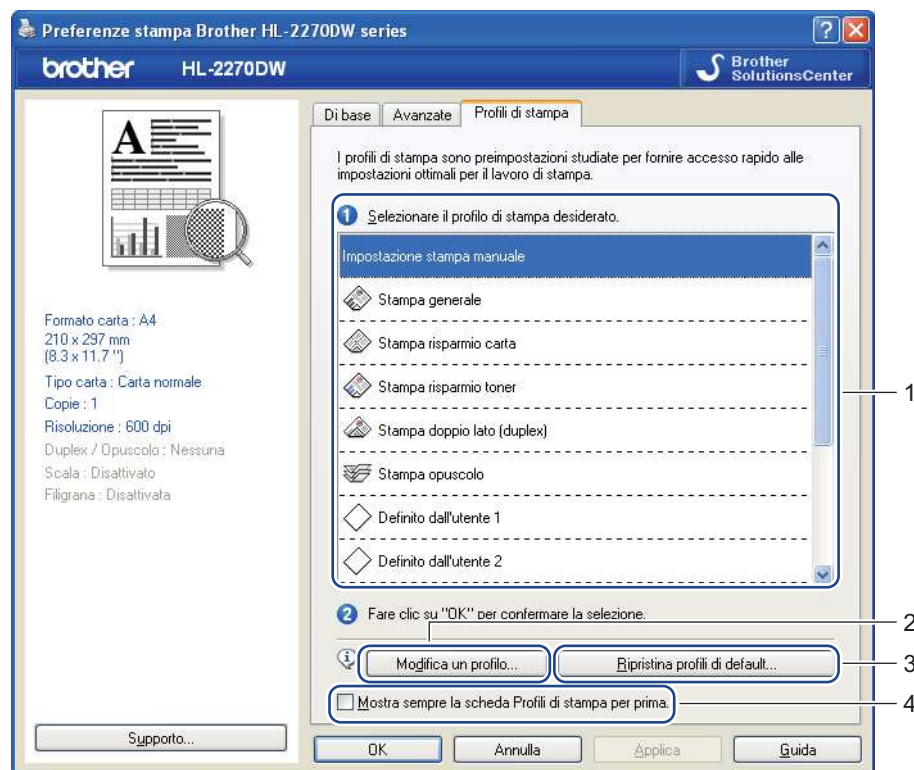 Preferenze stampa Brother HL-2270DW series
brother HL-2270DW
Brother
SolutionsCenter
Di base Avanzate Profili di stampa
I profili di stampa sono preimpostazioni studiate per fornire accesso rapido alle
impostazioni ottimali per il lavoro di stampa.
1 Selezionare il profilo di stampa desiderato.
Impostazione stampa manuale
Stampa generale
Stampa risparmio carta
Stampa risparmio toner
Stampa doppio lato (duplex)
Stampa opuscolo
Definito dall'utente 1
Definito dall'utente 2
1
2 Fare clic su "OK" per confermare la selezione.
2
Modifica un profilo...
Ripristina profili di default...
3
Mostra sempre la scheda Profili di stampa per prima.
4
A
Formato carta : A4
210 x 297 mm
(8.3 x 11.7 ")
Tipo carta : Carta normale
Copie : 1
Risoluzione : 600 dpi
Duplex / Opuscolo : Nessuna
Scala : Disattivato
Filigrana : Disattivata
Supporto...
OK Annulla Applica Guida